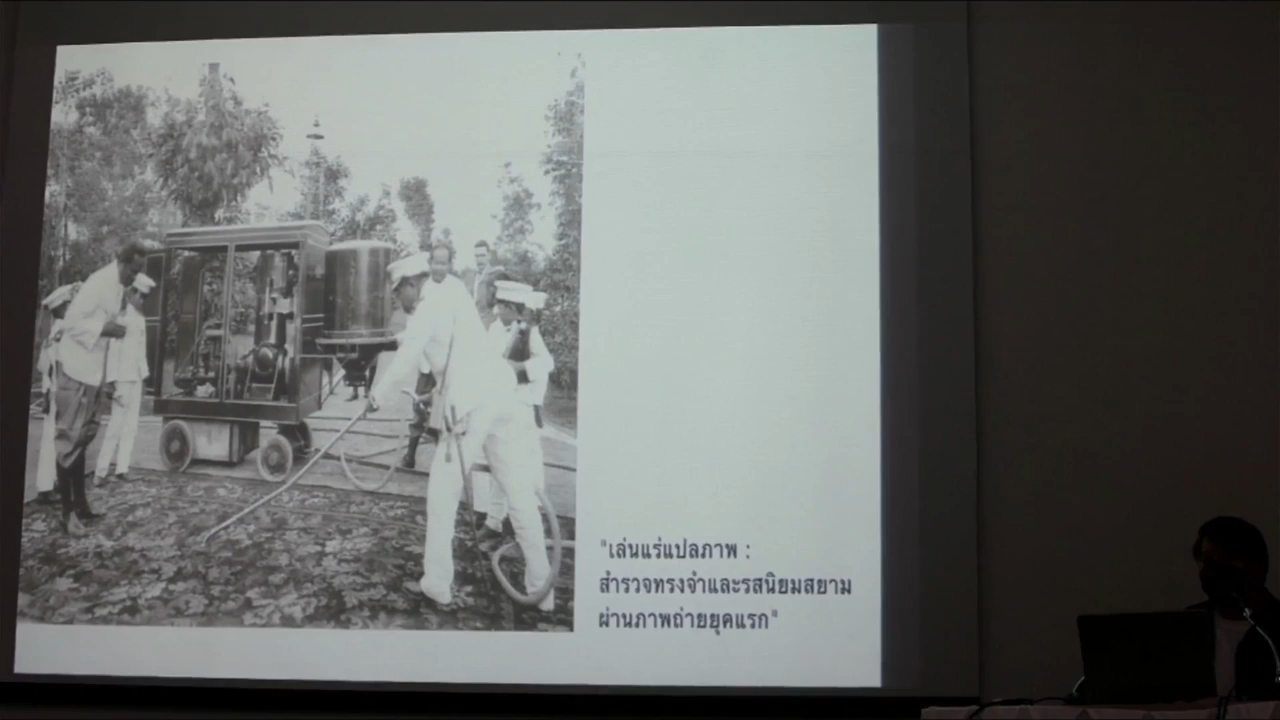 "เล่นแร่แปลภาพ :
สำรวจทรงจำและรสนิยมสยาม
ผ่านภาพถ่ายยุคแรก"